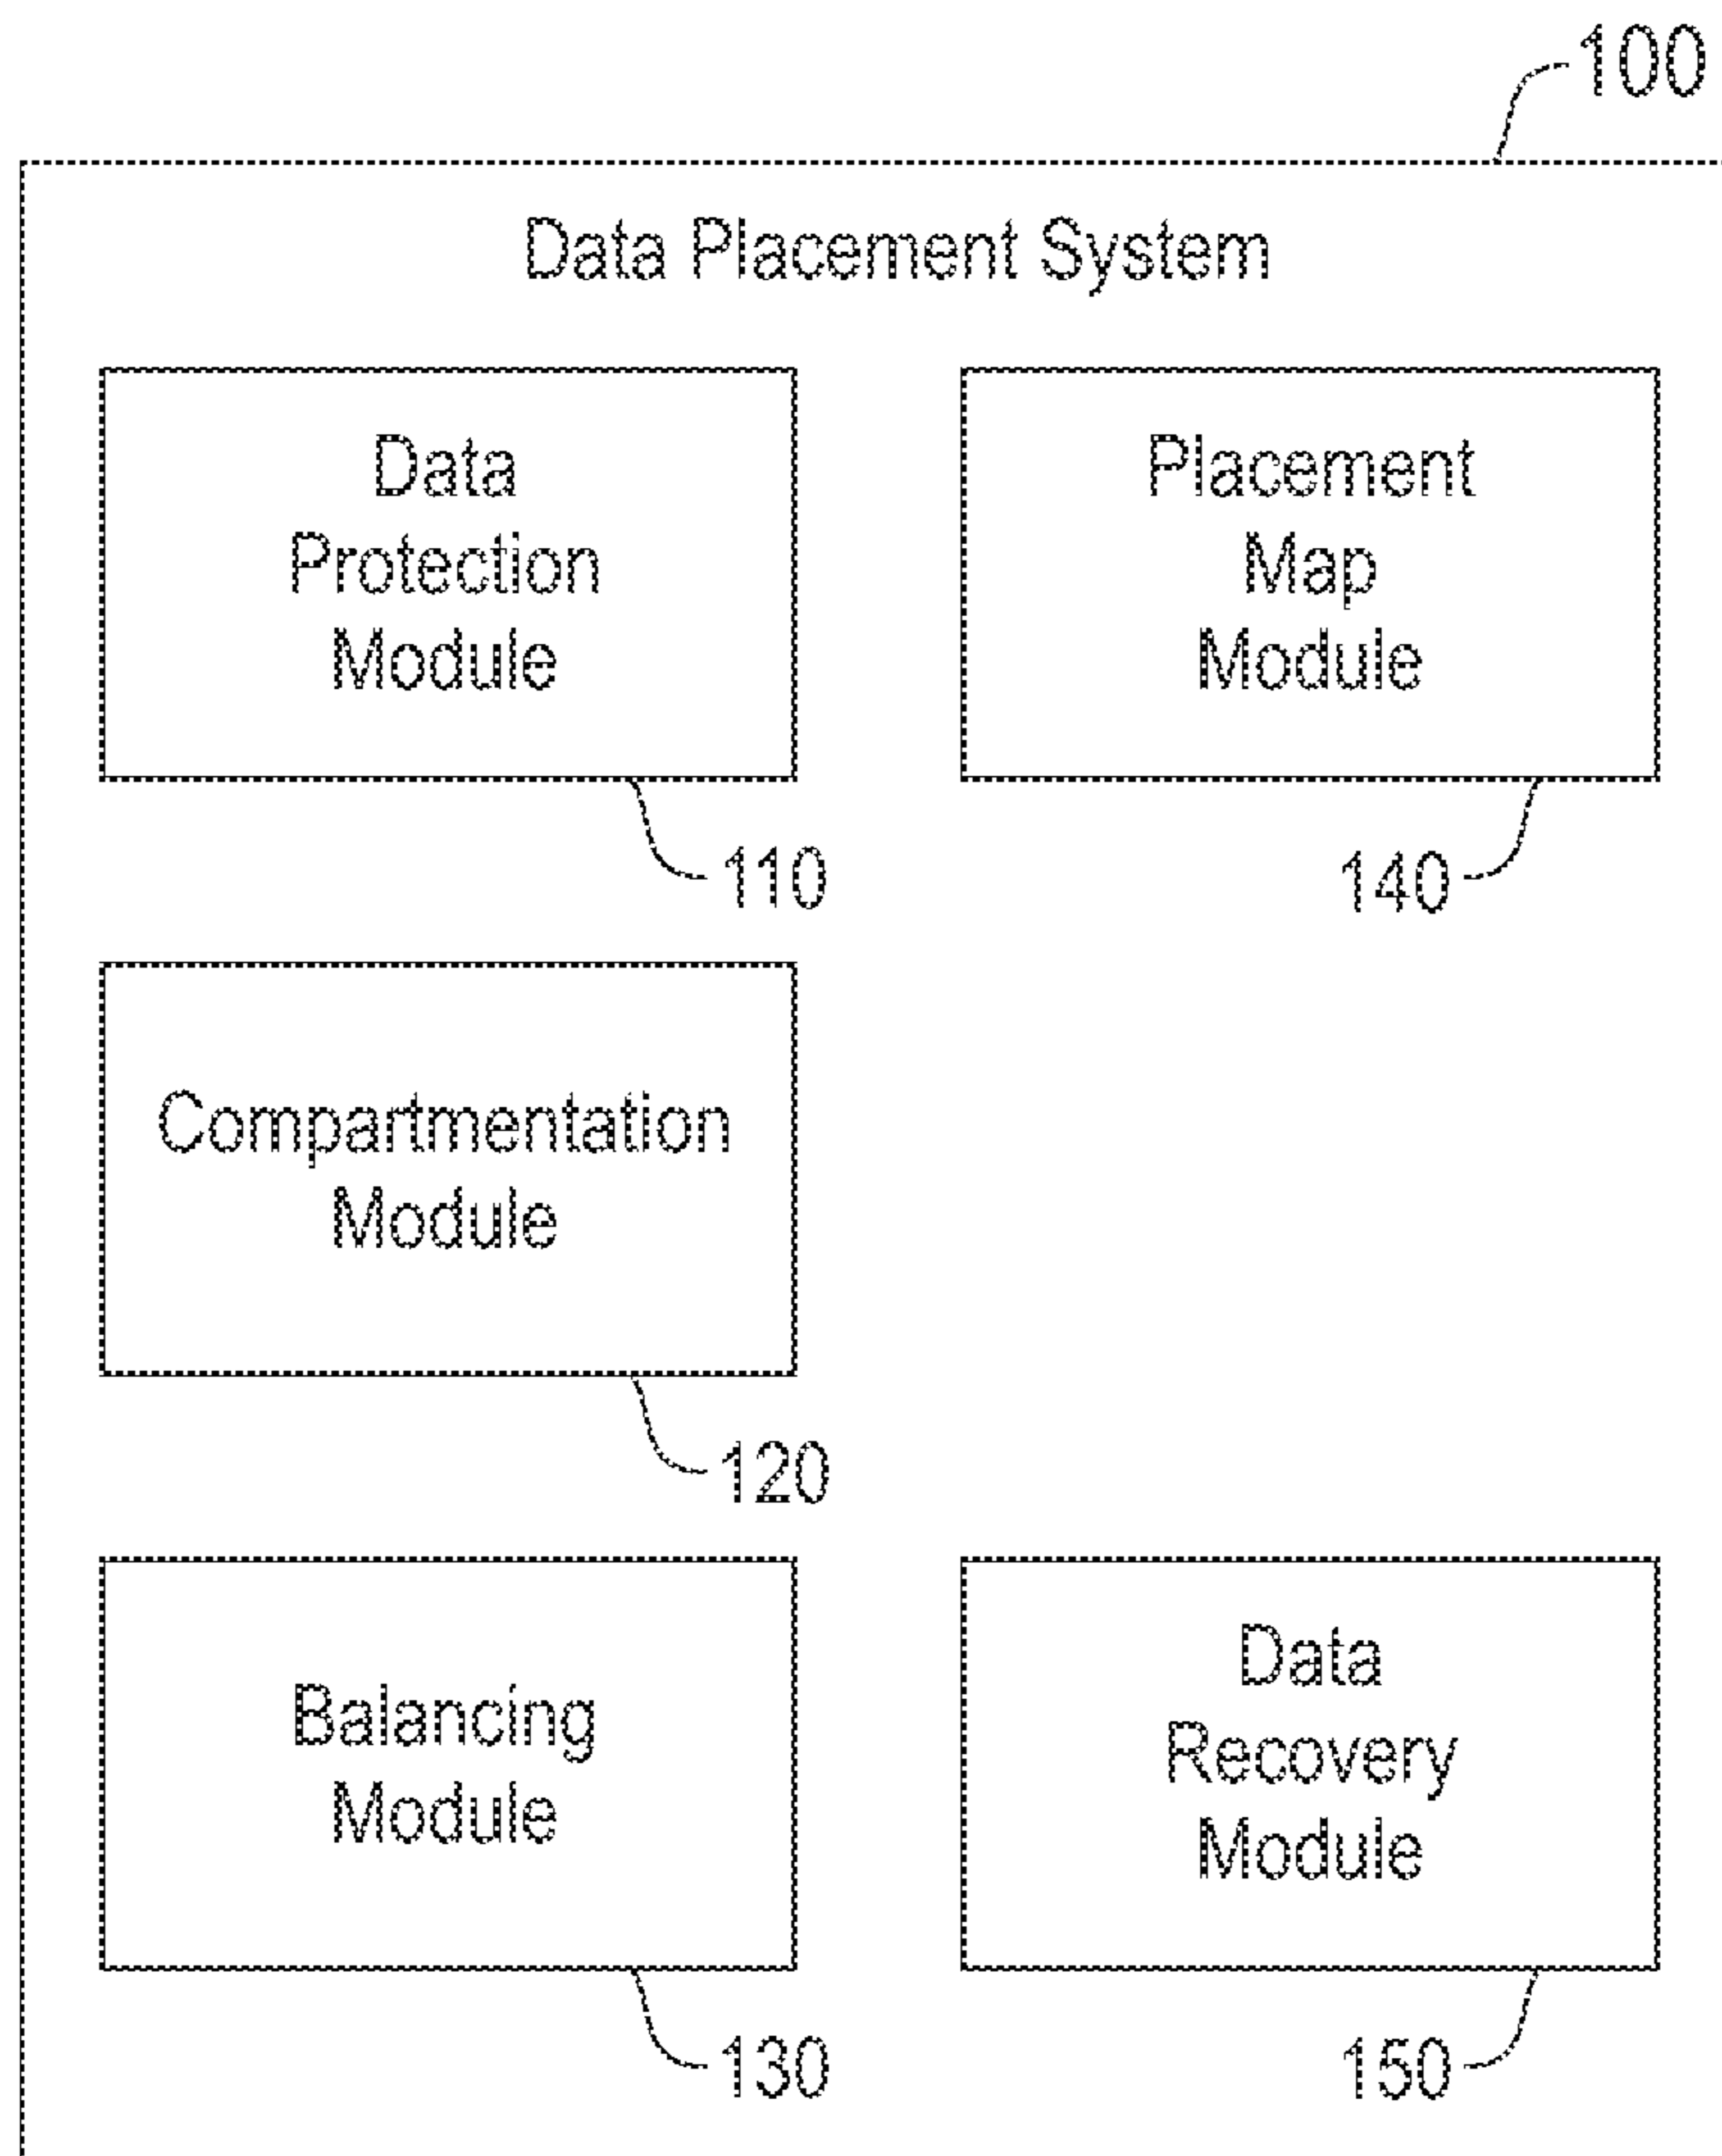 100
Data Placement System
Data
Protection
Module
110
Placement
Map
Module
140
Compartmentation
Module
120
Balancing
Module
130
Data
Recovery
Module
150